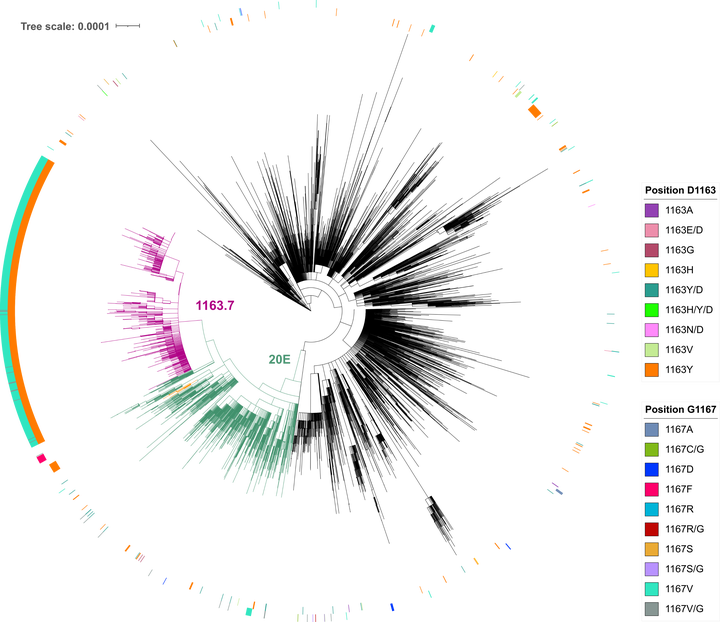 Tree scale: 0.0001
1163.7
20E
Position D1163
1163A
1163E/D
1163G
1163H
1163Y/D
1163H/Y/D
1163N/D
1163V
1163Y
Position G1167
1167A
1167C/G
1167D
1167F
1167R
1167R/G
1167S
1167S/G
1167V
1167V/G